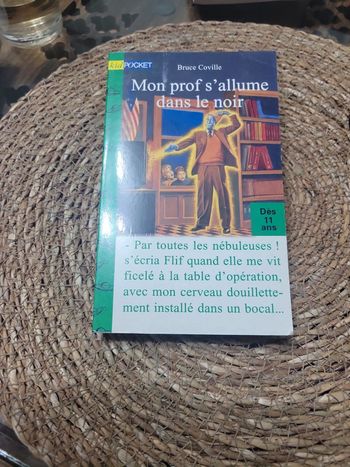 kid POCKET
Bruce Coville
Mon prof s'allume
dans le noir
Dès
11
ans
- Par toutes les nébuleuses !
s'écria Flif quand elle me vit
ficelé à la table d'opération,
avec mon cerveau douillette-
ment installé dans un bocal...